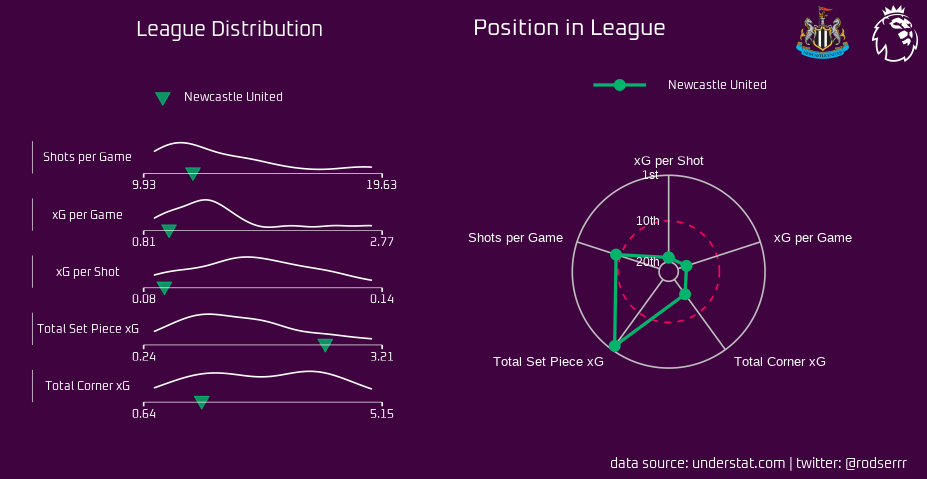 League Distribution
Newcastle United
Shots per Game
9.93
19.63
xG per Game
0.81
2.77
xG per Shot
0.08
0.14
Total Set Piece xG
0.24
3.21
Total Corner xG
0.64
5.15
Position in League
Newcastle United
xG per Shot
1st
10th
20th
Shots per Game
xG per Game
Total Set Piece xG
Total Corner xG
data source: understat.com | twitter: @rodserrr